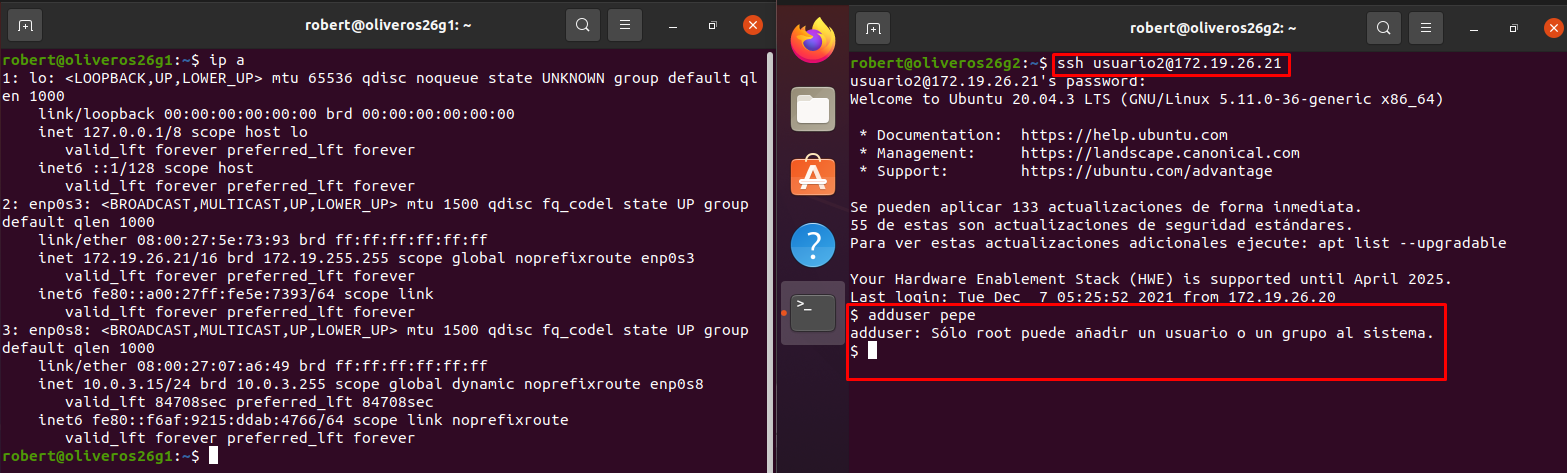 robert@oliveros26g1: ~
robert@oliveros26g1:~$ ip a
1: lo: <LOOPBACK,UP,LOWER_UP> mtu 65536 qdisc noqueue state UNKNOWN group default ql
en 1000
    link/loopback 00:00:00:00:00:00 brd 00:00:00:00:00:00
    inet 127.0.0.1/8 scope host lo
       valid_lft forever preferred_lft forever
    inet6 ::1/128 scope host
       valid_lft forever preferred_lft forever
2: enp0s3: <BROADCAST,MULTICAST,UP,LOWER_UP> mtu 1500 qdisc fq_codel state UP group
default qlen 1000
    link/ether 08:00:27:5e:73:93 brd ff:ff:ff:ff:ff:ff
    inet 172.19.26.21/16 brd 172.19.255.255 scope global noprefixroute enp0s3
       valid_lft forever preferred_lft forever
    inet6 fe80::a00:27ff:fe5e:7393/64 scope link
       valid_lft forever preferred_lft forever
3: enp0s8: <BROADCAST,MULTICAST,UP,LOWER_UP> mtu 1500 qdisc fq_codel state UP group
default qlen 1000
    link/ether 08:00:27:07:a6:49 brd ff:ff:ff:ff:ff:ff
    inet 10.0.3.15/24 brd 10.0.3.255 scope global dynamic noprefixroute enp0s8
       valid_lft 84708sec preferred_lft 84708sec
    inet6 fe80::f6af:9215:ddab:4766/64 scope link noprefixroute
       valid_lft forever preferred_lft forever
robert@oliveros26g1:~$
robert@oliveros26g2: ~
robert@oliveros26g2:~$ ssh usuario2@172.19.26.21
usuario2@172.19.26.21's password:
Welcome to Ubuntu 20.04.3 LTS (GNU/Linux 5.11.0-36-generic x86_64)
 * Documentation:  https://help.ubuntu.com
 * Management:     https://landscape.canonical.com
 * Support:        https://ubuntu.com/advantage
Se pueden aplicar 133 actualizaciones de forma inmediata.
55 de estas son actualizaciones de seguridad estándares.
Para ver estas actualizaciones adicionales ejecute: apt list --upgradable
Your Hardware Enablement Stack (HWE) is supported until April 2025.
Last login: Tue Dec  7 05:25:52 2021 from 172.19.26.20
$ adduser pepe
adduser: Sólo root puede añadir un usuario o un grupo al sistema.
$